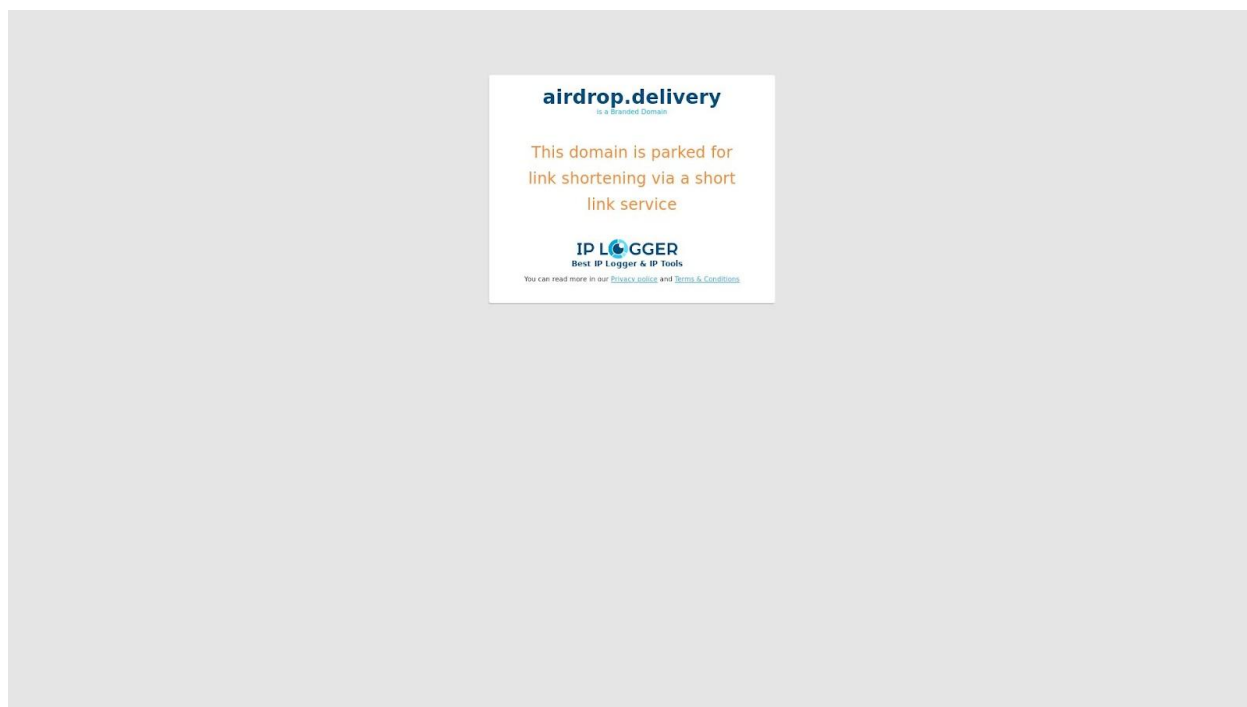 airdrop.delivery
is a Branded Domain
This domain is parked for
link shortening via a short
link service
IP LOGGER
Best IP Logger & IP Tools
You can read more in our Privacy police and Terms & Conditions